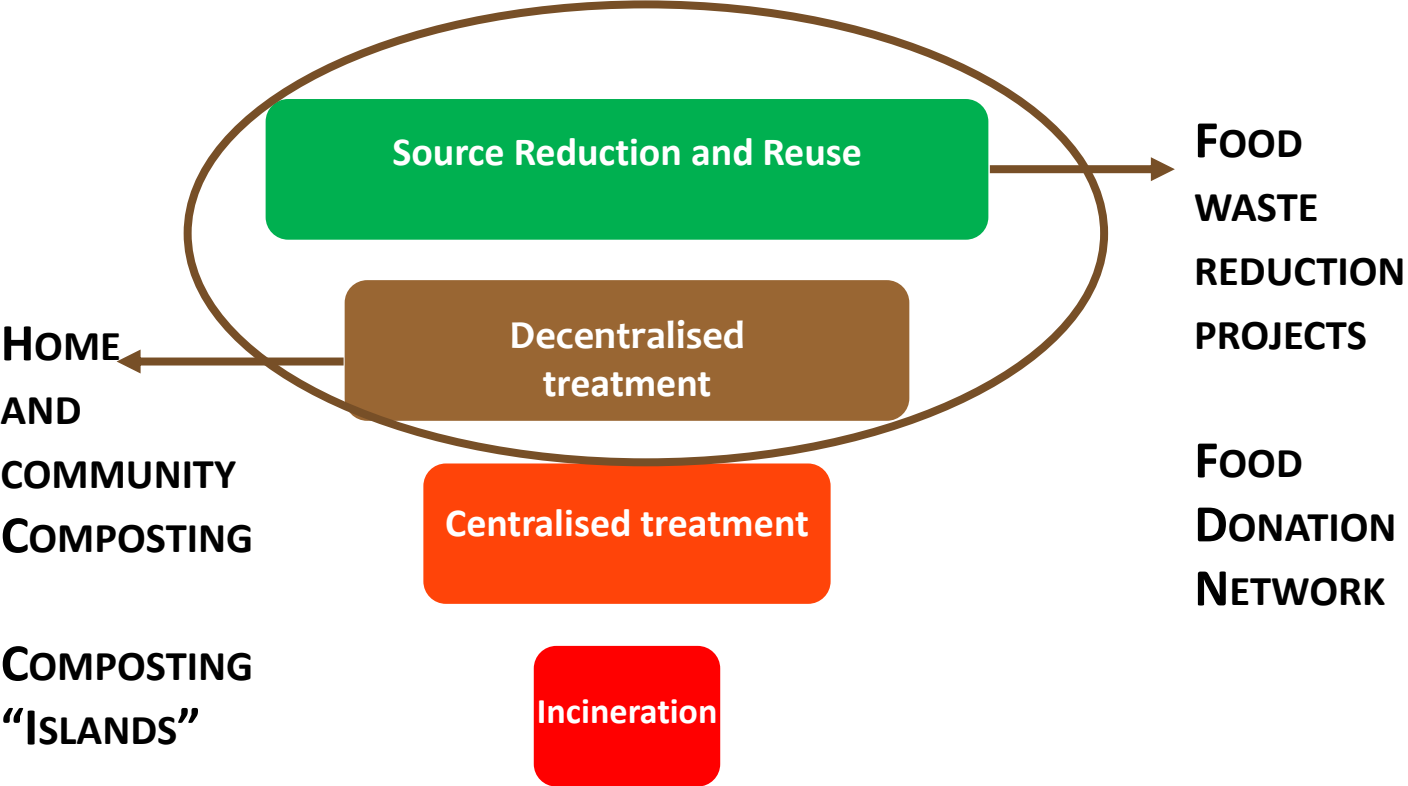 Source Reduction and Reuse
Decentralised
treatment
Centralised treatment
Incineration
Home
and
community
Composting
Composting
“Islands”
Food
waste
reduction
projects
Food
Donation
Network